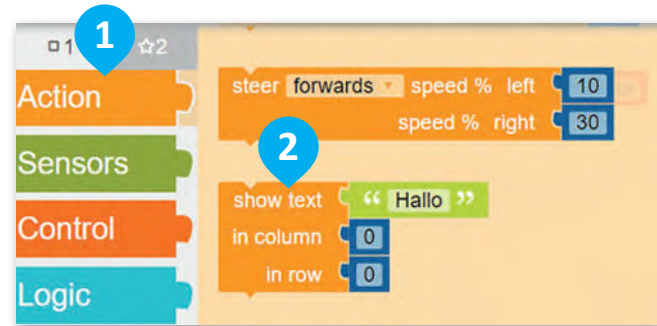 1
2
Action
Sensors
Control
Logic
steer forwards speed % left 10
speed % right 30
2
show text “ Hallo ”
in column 0
in row 0